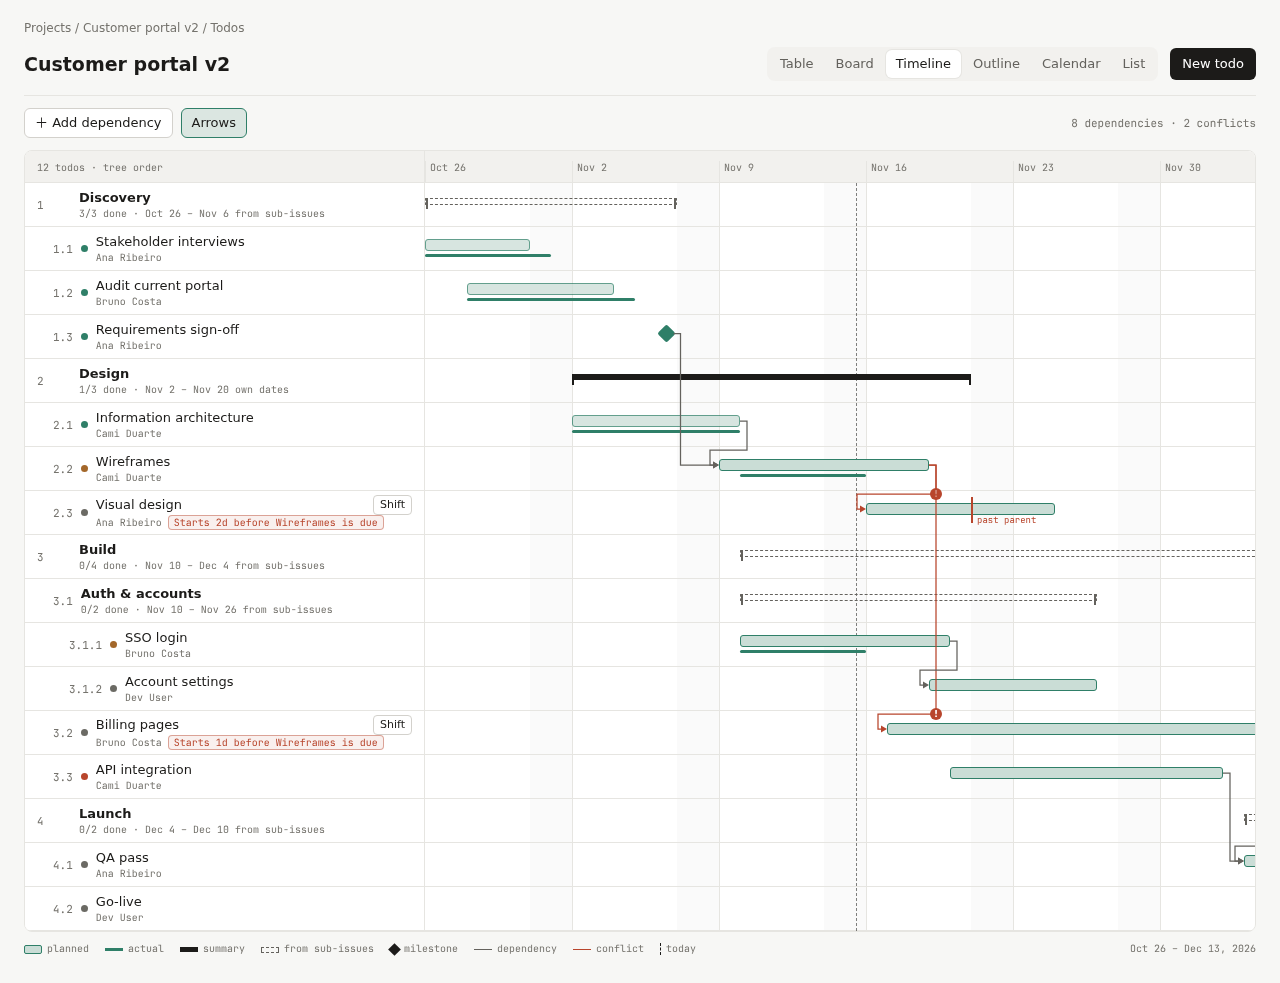 Projects / Customer portal v2 / Todos
Customer portal v2
Table Board Timeline Outline Calendar List New todo
+ Add dependency Arrows 8 dependencies · 2 conflicts
12 todos · tree order Oct 26 Nov 2 Nov 9 Nov 16 Nov 23 Nov 30
1 Discovery
3/3 done · Oct 26 – Nov 6 from sub-issues
1.1 Stakeholder interviews
Ana Ribeiro
1.2 Audit current portal
Bruno Costa
1.3 Requirements sign-off
Ana Ribeiro
2 Design
1/3 done · Nov 2 – Nov 20 own dates
2.1 Information architecture
Cami Duarte
2.2 Wireframes
Cami Duarte
2.3 Visual design Shift
Ana Ribeiro Starts 2d before Wireframes is due past parent
3 Build
0/4 done · Nov 10 – Dec 4 from sub-issues
3.1 Auth & accounts
0/2 done · Nov 10 – Nov 26 from sub-issues
3.1.1 SSO login
Bruno Costa
3.1.2 Account settings
Dev User
3.2 Billing pages Shift
Bruno Costa Starts 1d before Wireframes is due
3.3 API integration
Cami Duarte
4 Launch
0/2 done · Dec 4 – Dec 10 from sub-issues
4.1 QA pass
Ana Ribeiro
4.2 Go-live
Dev User
planned actual summary from sub-issues milestone dependency conflict today Oct 26 – Dec 13, 2026